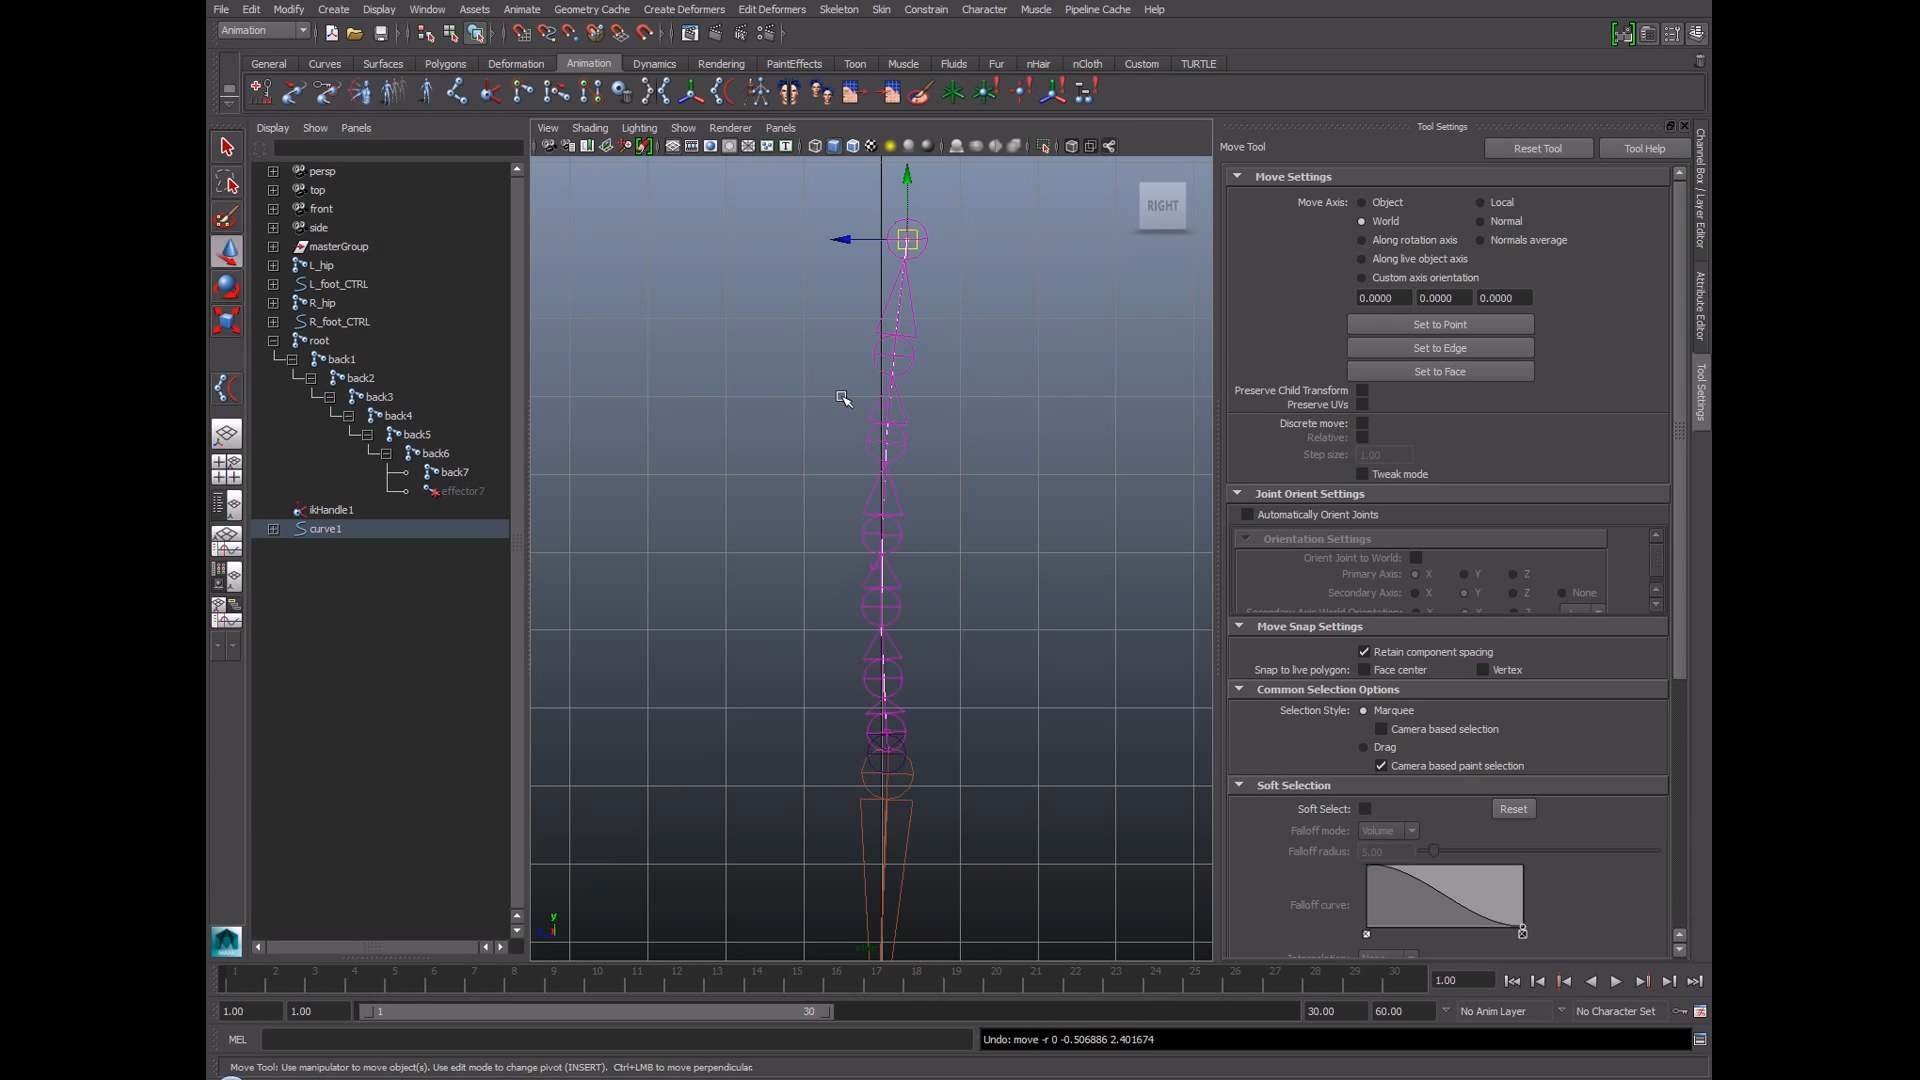 File Edit Modify Create Display Window Assets Animate Geometry Cache Create Deformers Edit Deformers Skeleton Skin Constrain Character Muscle Pipeline Cache Help
Animation
General Curves Surfaces Polygons Deformation Animation Dynamics Rendering PaintEffects Toon Muscle Fluids Fur nHair nCloth Custom TURTLE
Display Show Panels
View Shading Lighting Show Renderer Panels
Tool Settings
Move Tool Reset Tool Tool Help
persp
top
front
side
masterGroup
L_hip
L_foot_CTRL
R_hip
R_foot_CTRL
root
back1
back2
back3
back4
back5
back6
back7
effector7
ikHandle1
curve1
RIGHT
y
Move Settings
Move Axis: Object Local
World Normal
Along rotation axis Normals average
Along live object axis
Custom axis orientation
0.0000 0.0000 0.0000
Set to Point
Set to Edge
Set to Face
Preserve Child Transform
Preserve UVs
Discrete move:
Relative:
Step size: 1.00
Tweak mode
Joint Orient Settings
Automatically Orient Joints
Orientation Settings
Orient Joint to World:
Primary Axis: X Y Z
Secondary Axis: X Y Z None
Secondary Axis World Orientation: X Y Z
Move Snap Settings
Retain component spacing
Snap to live polygon: Face center Vertex
Common Selection Options
Selection Style: Marquee
Camera based selection
Drag
Camera based paint selection
Soft Selection
Soft Select: Reset
Falloff mode: Volume
Falloff radius: 5.00
Falloff curve:
Channel Box / Layer Editor
Attribute Editor
Tool Settings
1 2 3 4 5 6 7 8 9 10 11 12 13 14 15 16 17 18 19 20 21 22 23 24 25 26 27 28 29 30 1.00
1.00 1.00 1 30 30.00 60.00 No Anim Layer No Character Set
MEL Undo: move -r 0 -0.506886 2.401674
Move Tool: Use manipulator to move object(s). Use edit mode to change pivot (INSERT). Ctrl+LMB to move perpendicular.